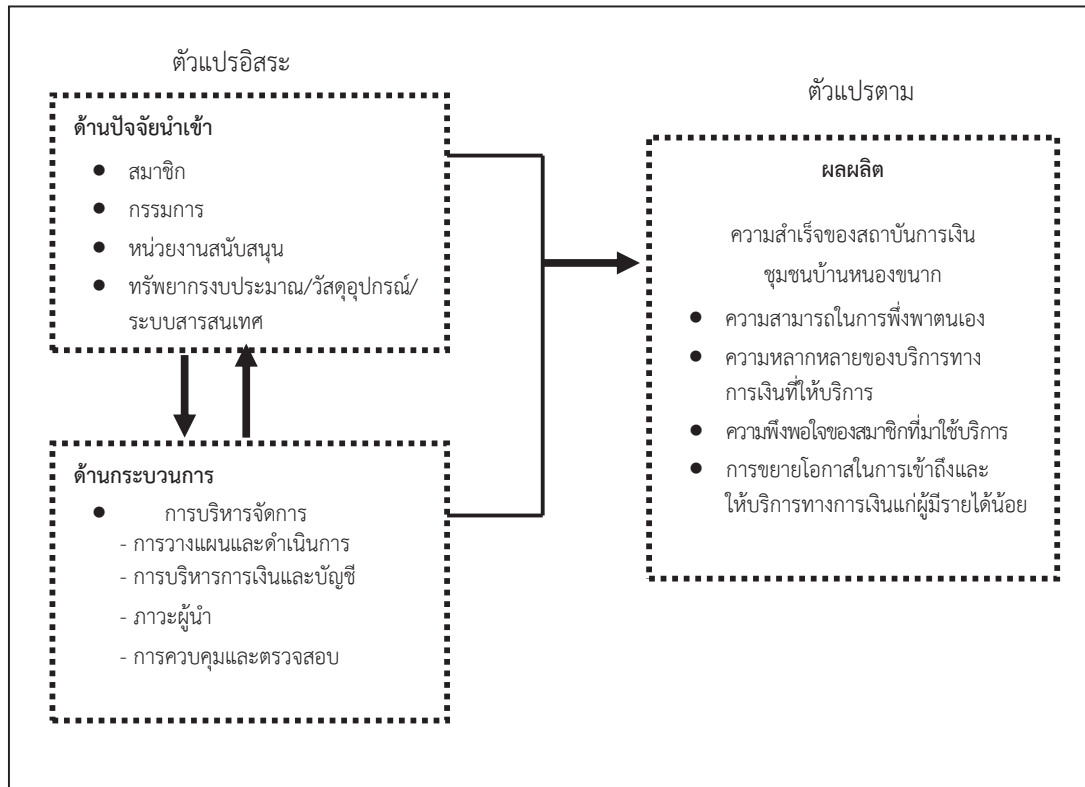 ตัวแปรอิสระ
ด้านปัจจัยนำเข้า
● สมาชิก
● กรรมการ
● หน่วยงานสนับสนุน
● ทรัพยากรงบประมาณ/วัสดุอุปกรณ์/
ระบบสารสนเทศ
ด้านกระบวนการ
● การบริหารจัดการ
- การวางแผนและดำเนินการ
- การบริหารการเงินและบัญชี
- ภาวะผู้นำ
- การควบคุมและตรวจสอบ
ตัวแปรตาม
ผลผลิต
ความสำเร็จของสถาบันการเงิน
ชุมชนบ้านหนองขนาก
● ความสามารถในการพึ่งพาตนเอง
● ความหลากหลายของบริการทาง
การเงินที่ให้บริการ
● ความพึงพอใจของสมาชิกที่มาใช้บริการ
● การขยายโอกาสในการเข้าถึงและ
ให้บริการทางการเงินแก่ผู้มีรายได้น้อย